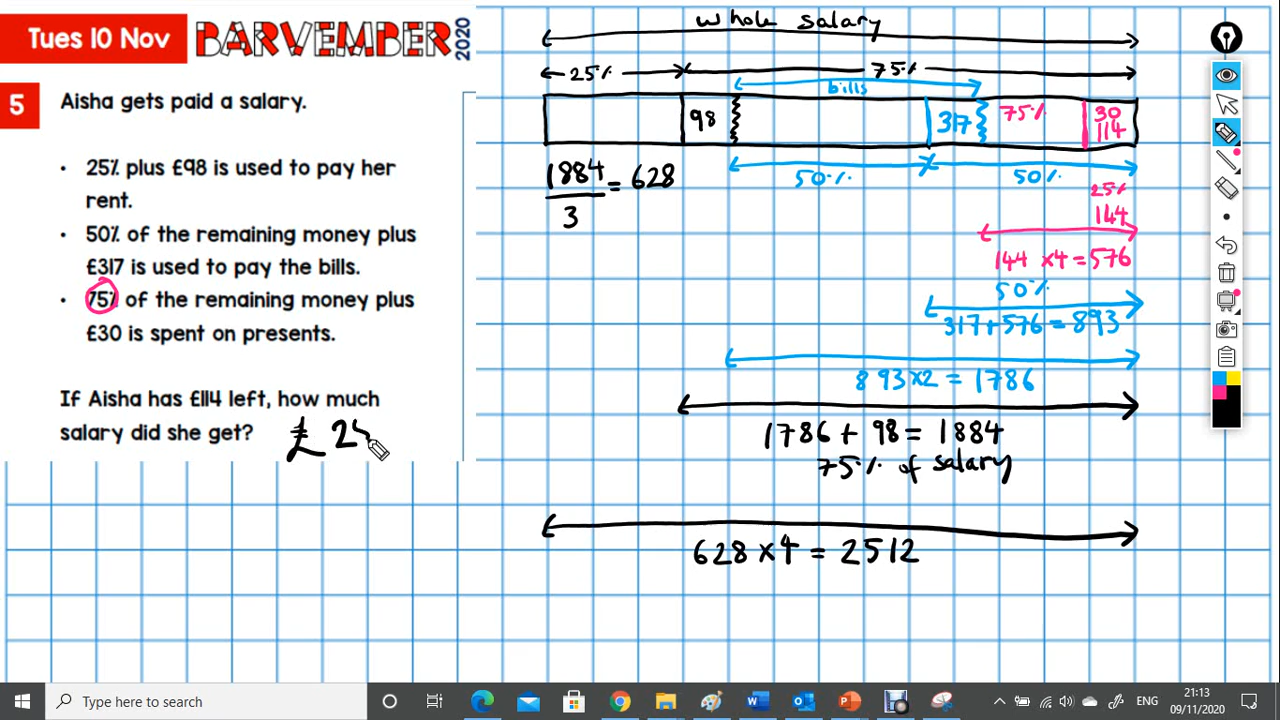 Tues 10 Nov
BARVEMBER
2020
5
Aisha gets paid a salary.
• 25% plus £98 is used to pay her
rent.
• 50% of the remaining money plus
£317 is used to pay the bills.
• 75% of the remaining money plus
£30 is spent on presents.
If Aisha has £114 left, how much
salary did she get?
£ 25
whole salary
25% 75%
bills
98 317 75% 30
114
1884 = 628
3
50% 50%
25%
144
144 x4 = 576
50%
317+576 = 893
893x2 = 1786
1786 + 98 = 1884
75% of salary
628 x 4 = 2512
Type here to search
ENG
21:13
09/11/2020